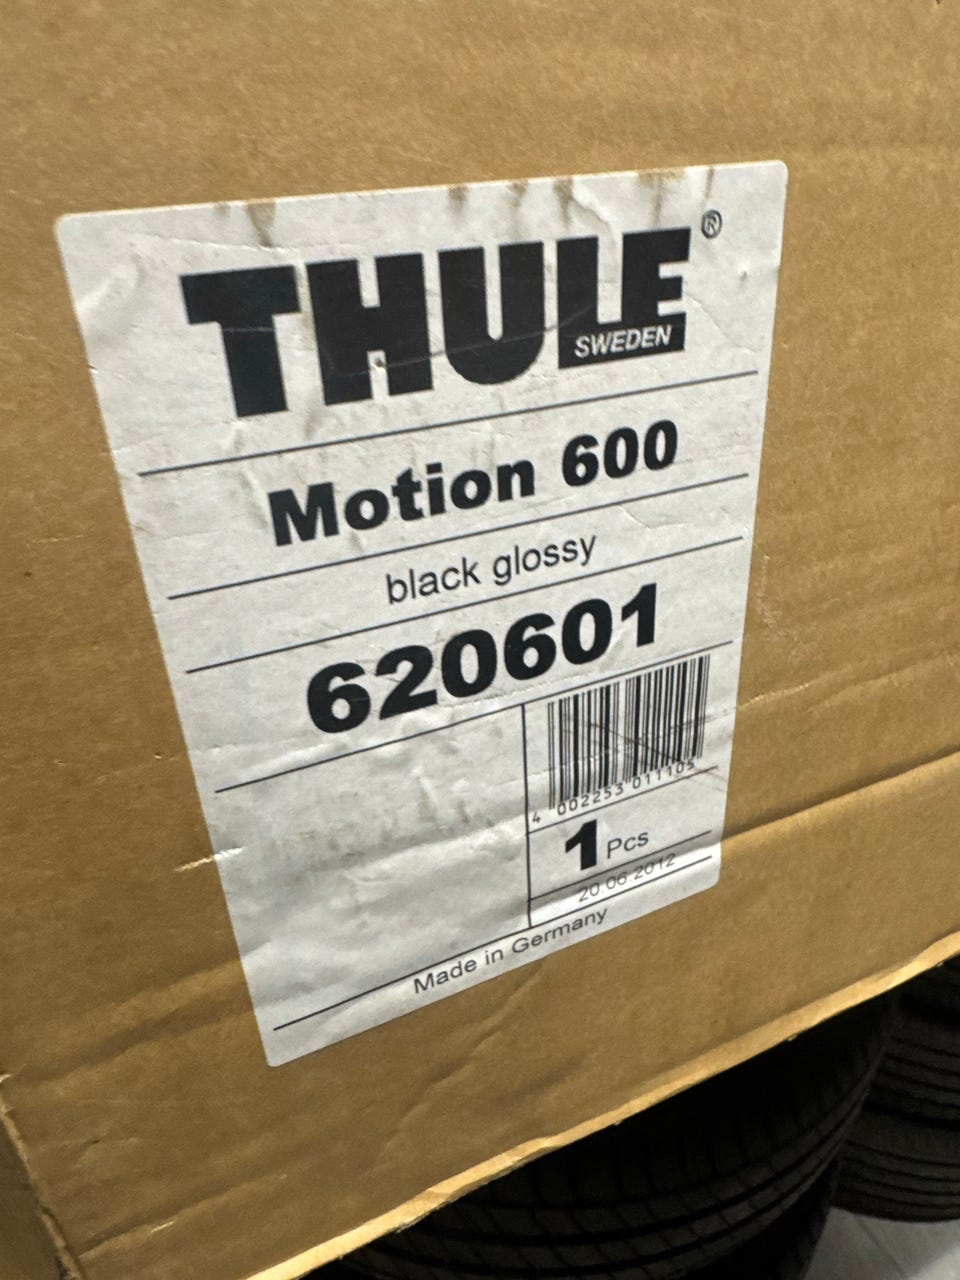 THULE®
SWEDEN
Motion 600
black glossy
620601
4 002253 011105
1 Pcs
20.06.2012
Made in Germany